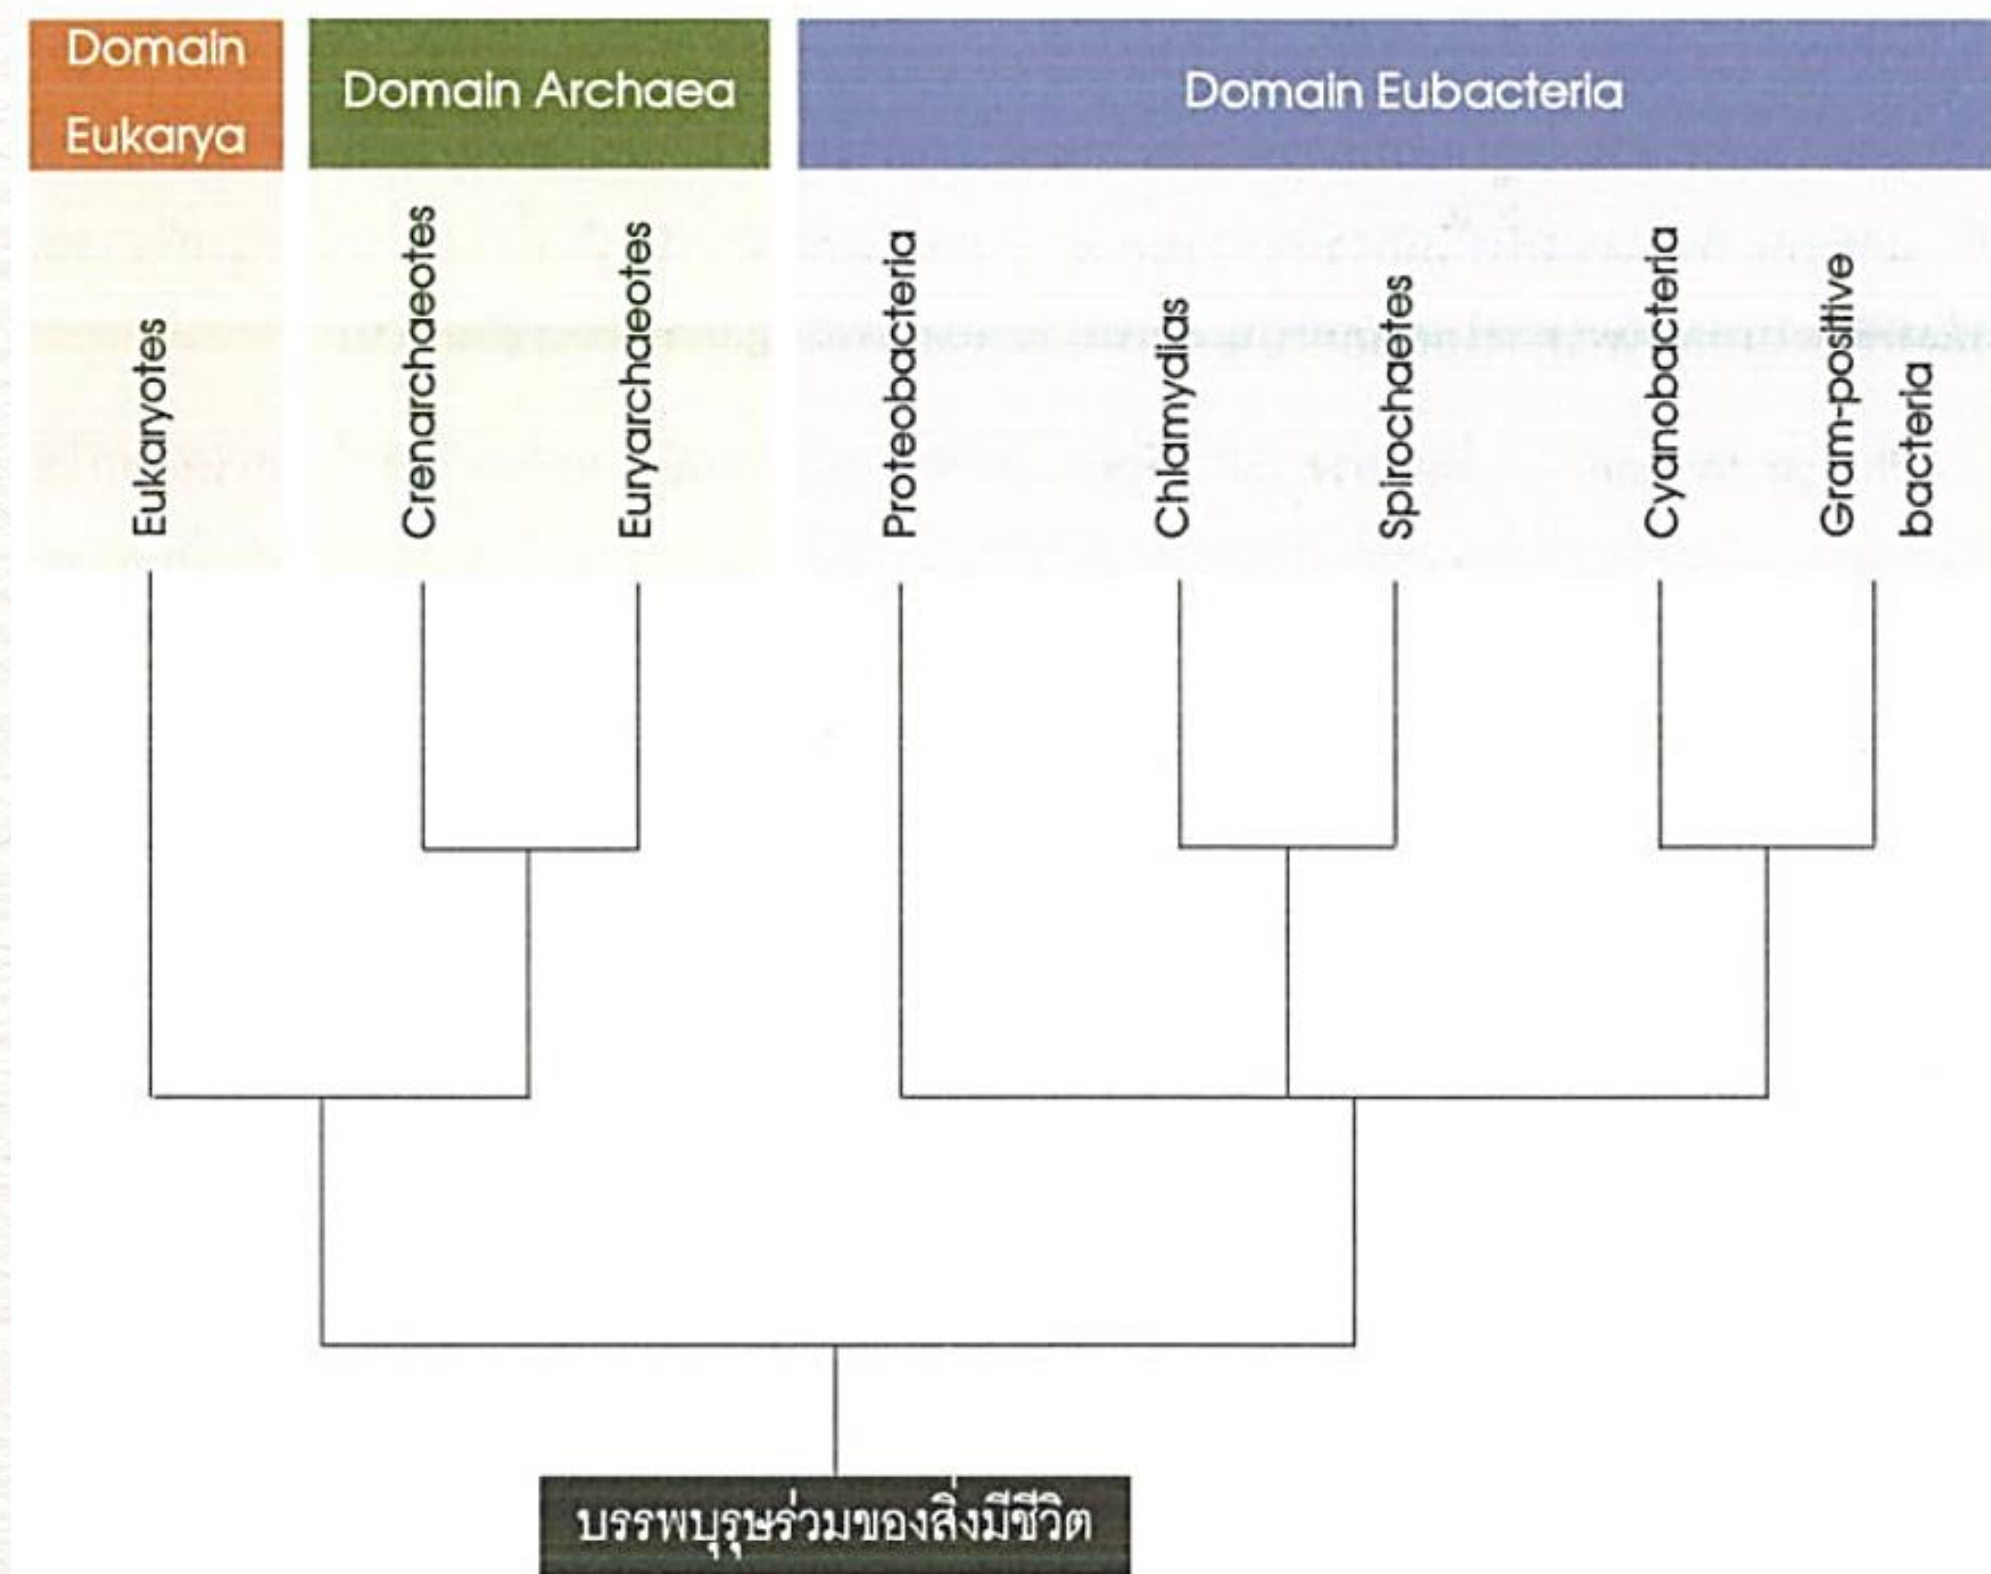 Domain
Eukarya
Domain Archaea
Domain Eubacteria
Eukaryotes
Crenarchaeotes
Euryarchaeotes
Proteobacteria
Chlamydias
Spirochaetes
Cyanobacteria
Gram-positive
bacteria
บรรพบุรุษร่วมของสิ่งมีชีวิต